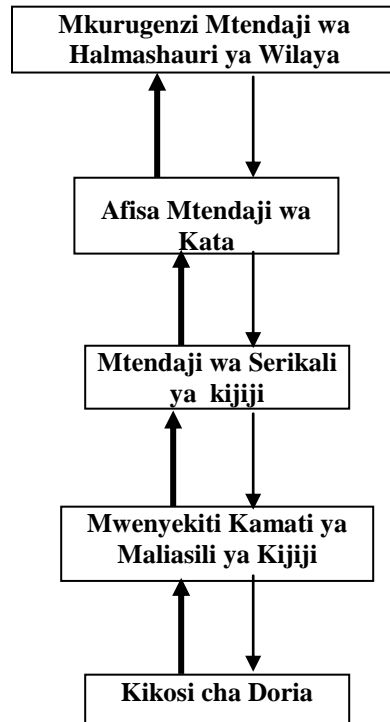 Mkurugenzi Mtendaji wa
Halmashauri ya Wilaya
Afisa Mtendaji wa
Kata
Mtendaji wa Serikali
ya kijiji
Mwenyekiti Kamati ya
Maliasili ya Kijiji
Kikosi cha Doria